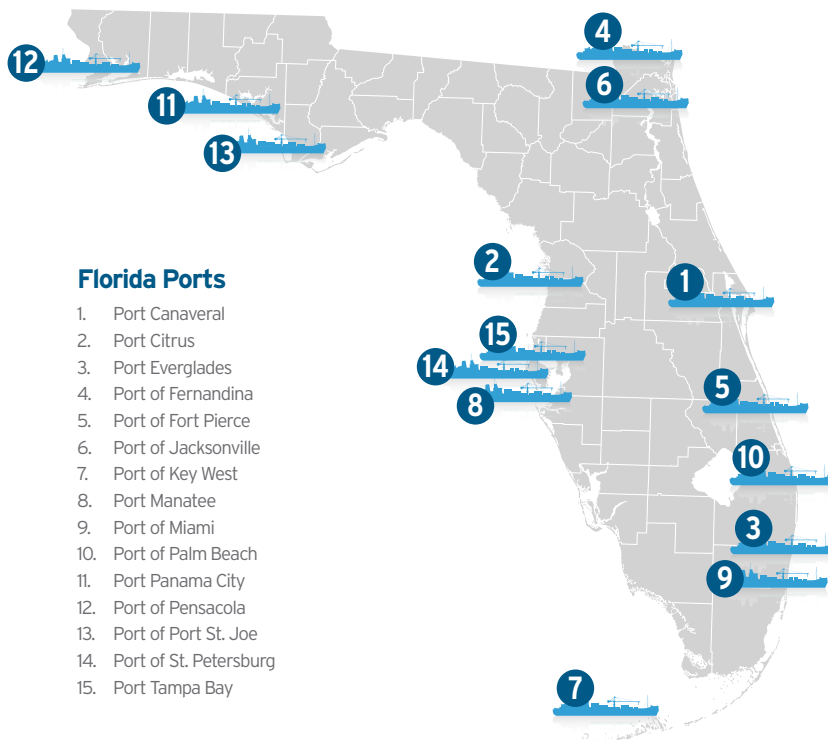 4
12
6
11
13
2
1
15
14
8
5
10
3
9
7
Florida Ports
1. Port Canaveral
2. Port Citrus
3. Port Everglades
4. Port of Fernandina
5. Port of Fort Pierce
6. Port of Jacksonville
7. Port of Key West
8. Port Manatee
9. Port of Miami
10. Port of Palm Beach
11. Port Panama City
12. Port of Pensacola
13. Port of Port St. Joe
14. Port of St. Petersburg
15. Port Tampa Bay